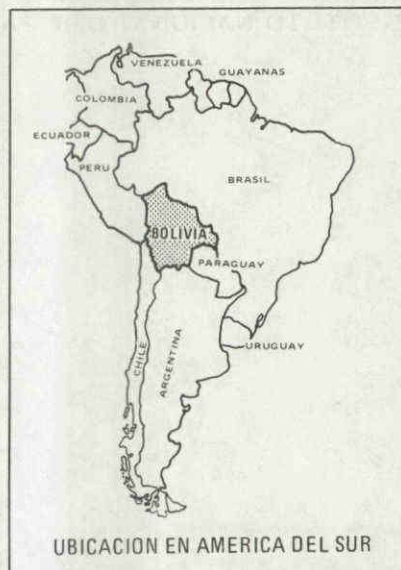 VENEZUELA
GUAYANAS
COLOMBIA
ECUADOR
PERU
BRASIL
BOLIVIA
PARAGUAY
CHILE
ARGENTINA
URUGUAY
UBICACION EN AMERICA DEL SUR